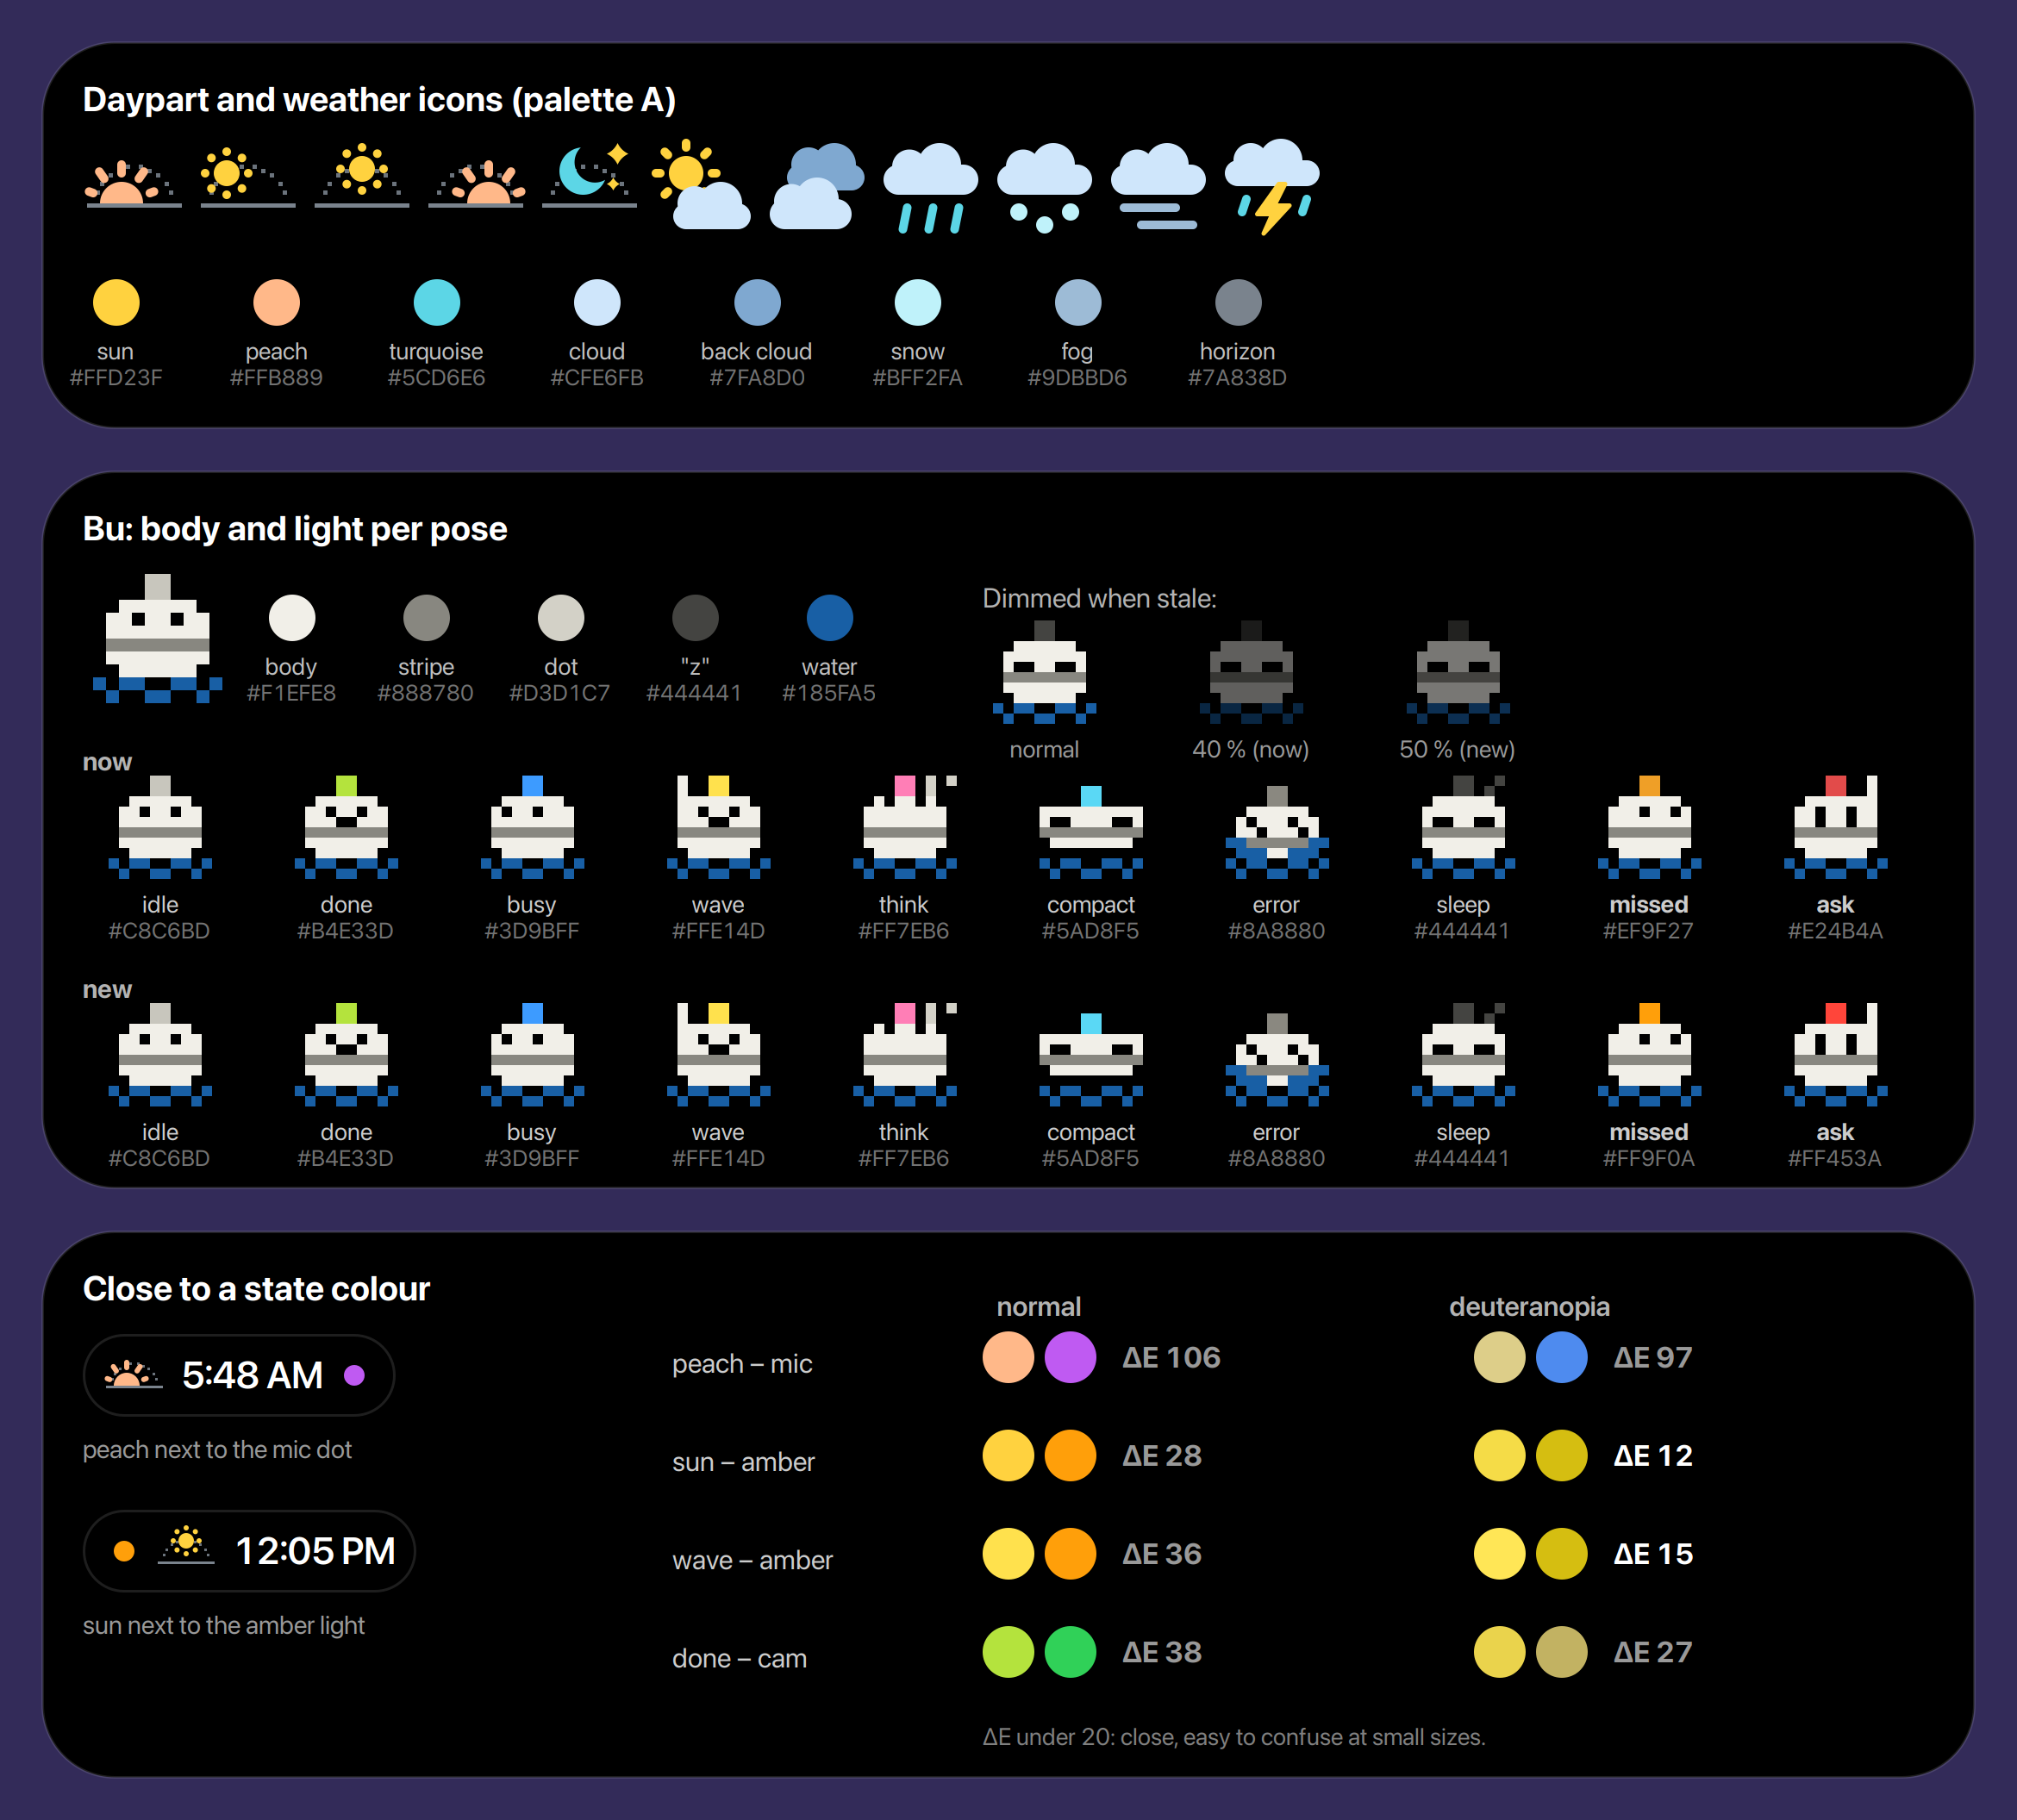 Daypart and weather icons (palette A)
sun
#FFD23F
peach
#FFB889
turquoise
#5CD6E6
cloud
#CFE6FB
back cloud
#7FA8D0
snow
#BFF2FA
fog
#9DBBD6
horizon
#7A838D
Bu: body and light per pose
body
#F1EFE8
stripe
#888780
dot
#D3D1C7
"z"
#444441
water
#185FA5
Dimmed when stale:
normal
40 % (now)
50 % (new)
now
idle
#C8C6BD
done
#B4E33D
busy
#3D9BFF
wave
#FFE14D
think
#FF7EB6
compact
#5AD8F5
error
#8A8880
sleep
#444441
missed
#EF9F27
ask
#E24B4A
new
idle
#C8C6BD
done
#B4E33D
busy
#3D9BFF
wave
#FFE14D
think
#FF7EB6
compact
#5AD8F5
error
#8A8880
sleep
#444441
missed
#FF9F0A
ask
#FF453A
Close to a state colour
5:48 AM
peach next to the mic dot
12:05 PM
sun next to the amber light
normal
deuteranopia
peach – mic
ΔE 106
ΔE 97
sun – amber
ΔE 28
ΔE 12
wave – amber
ΔE 36
ΔE 15
done – cam
ΔE 38
ΔE 27
ΔE under 20: close, easy to confuse at small sizes.